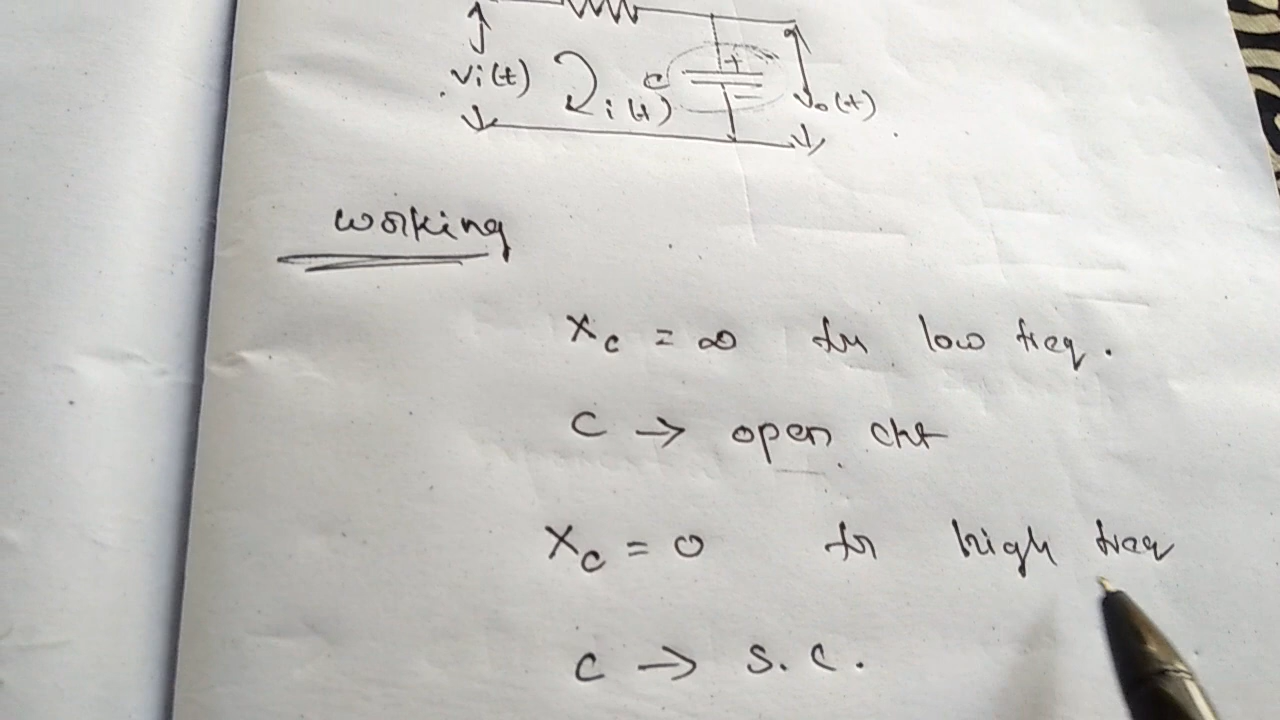 vi(t)
i(t)
c
+
vo(t)
working
Xc = ∞ for low freq.
C → open ckt
Xc = 0 for high freq
C → S.C.